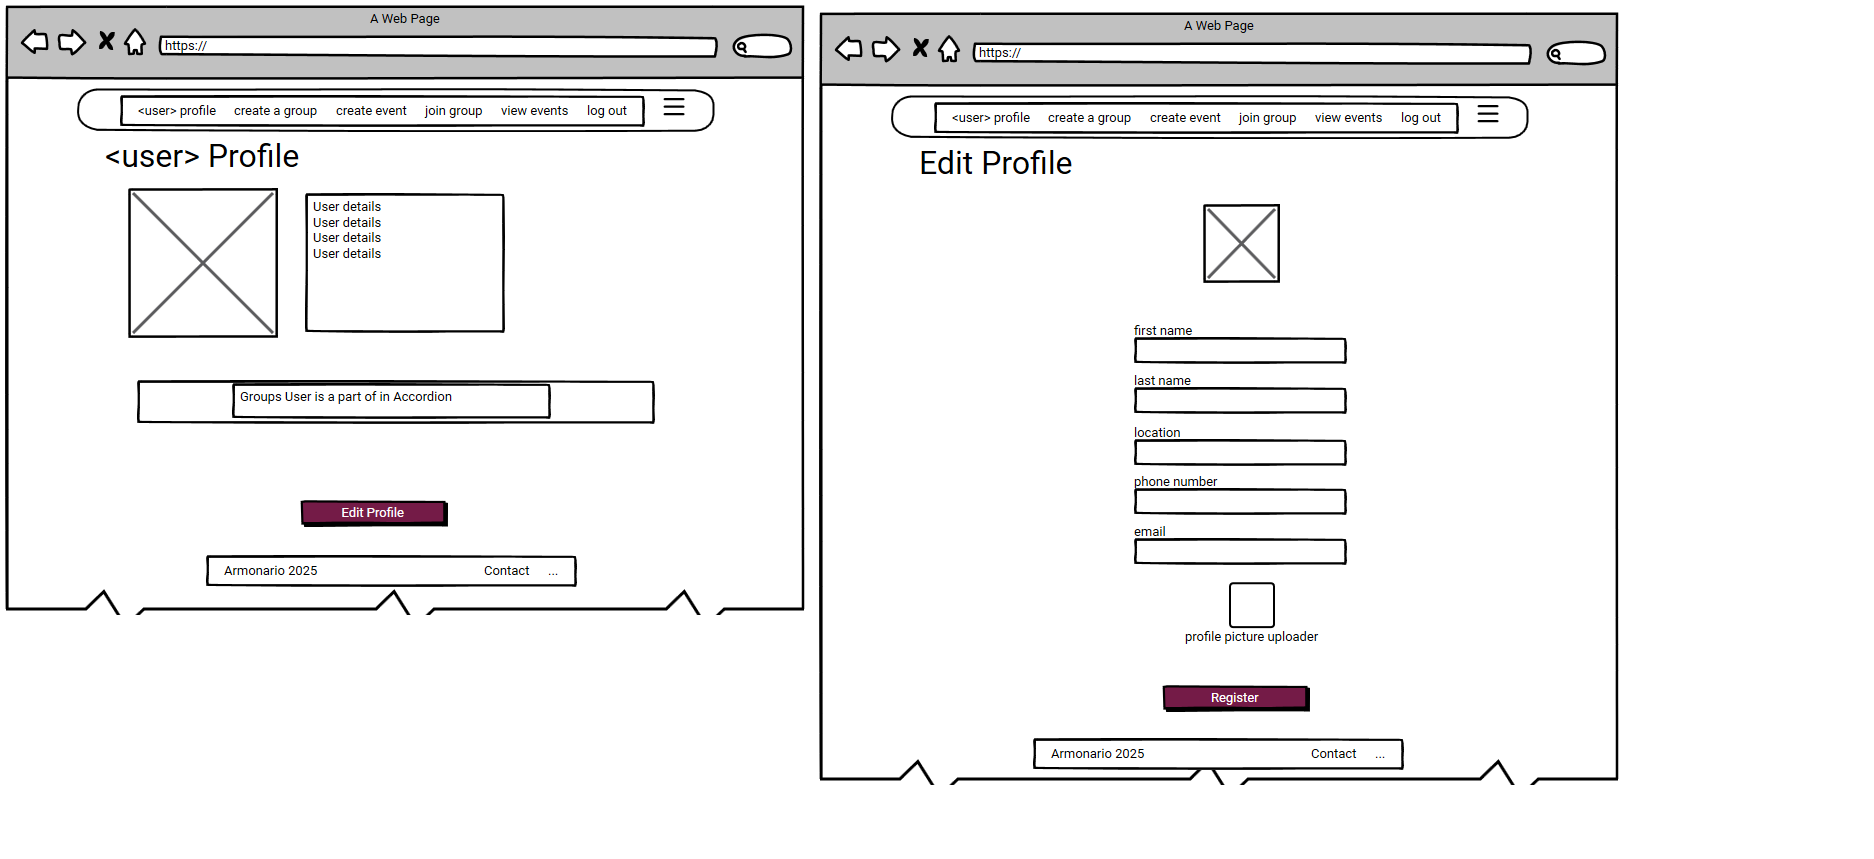 A Web Page
https://
<user> profile create a group create event join group view events log out
<user> Profile
User details
User details
User details
User details
Groups User is a part of in Accordion
Edit Profile
Armonario 2025 Contact ...
A Web Page
https://
<user> profile create a group create event join group view events log out
Edit Profile
first name
last name
location
phone number
email
profile picture uploader
Register
Armonario 2025 Contact ...